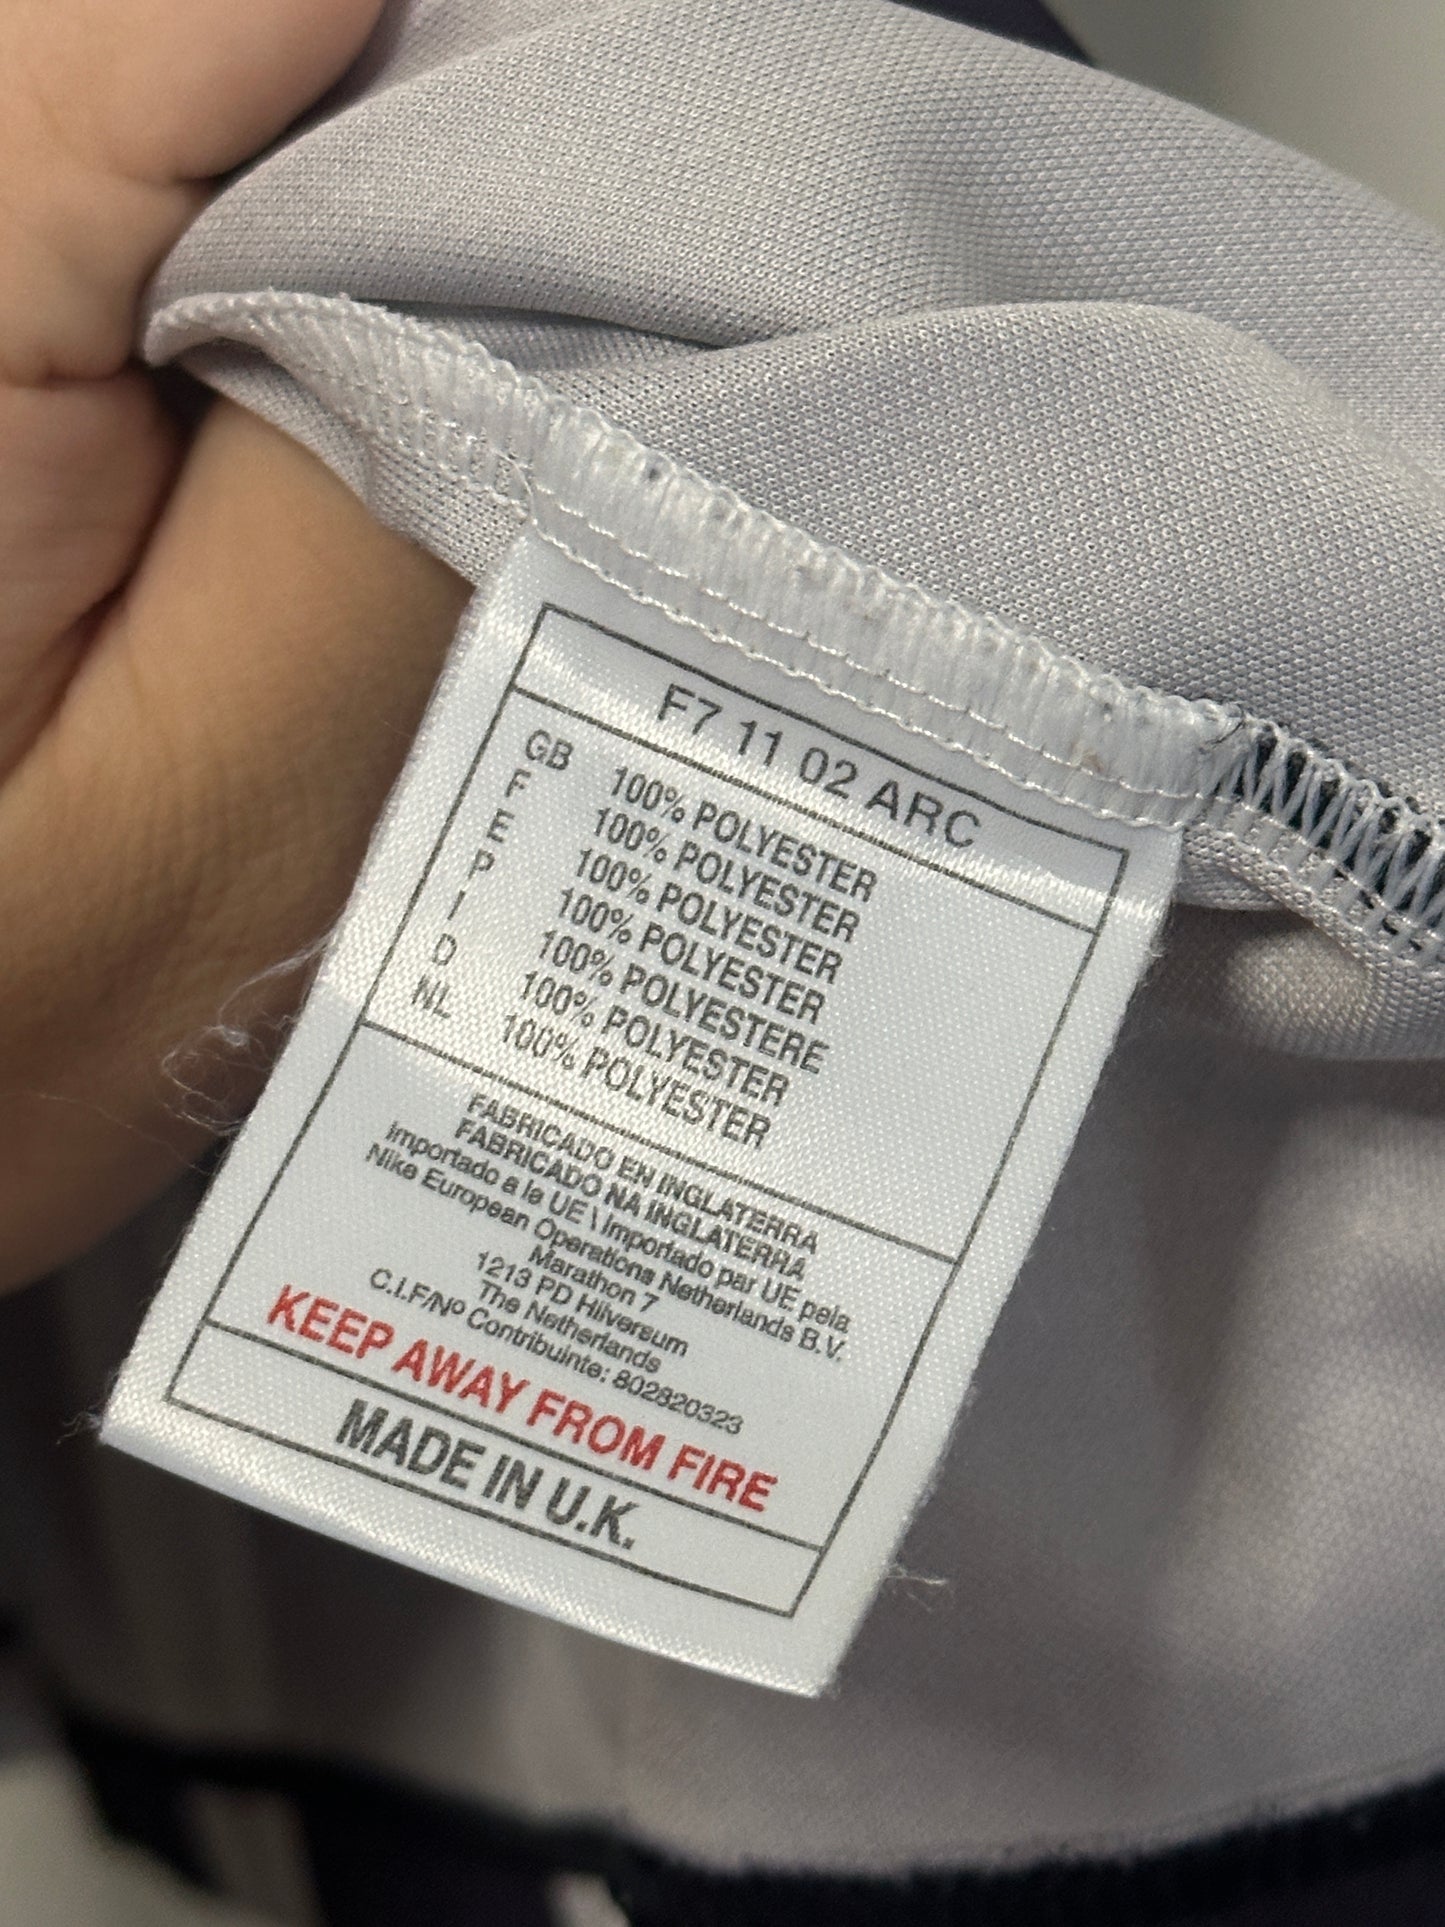 F7 11 02 ARC
GB 100% POLYESTER
F 100% POLYESTER
E 100% POLYESTER
P 100% POLYESTER
I 100% POLYESTERE
D 100% POLYESTER
NL 100% POLYESTER
FABRICADO EN INGLATERRA
FABRICADO NA INGLATERRA
importado a la UE \ Importado par UE pela
Nike European Operations Netherlands B.V.
Marathon 7
1213 PD Hilversum
The Netherlands
C.I.F/Nº Contribuinte: 802820323
KEEP AWAY FROM FIRE
MADE IN U.K.